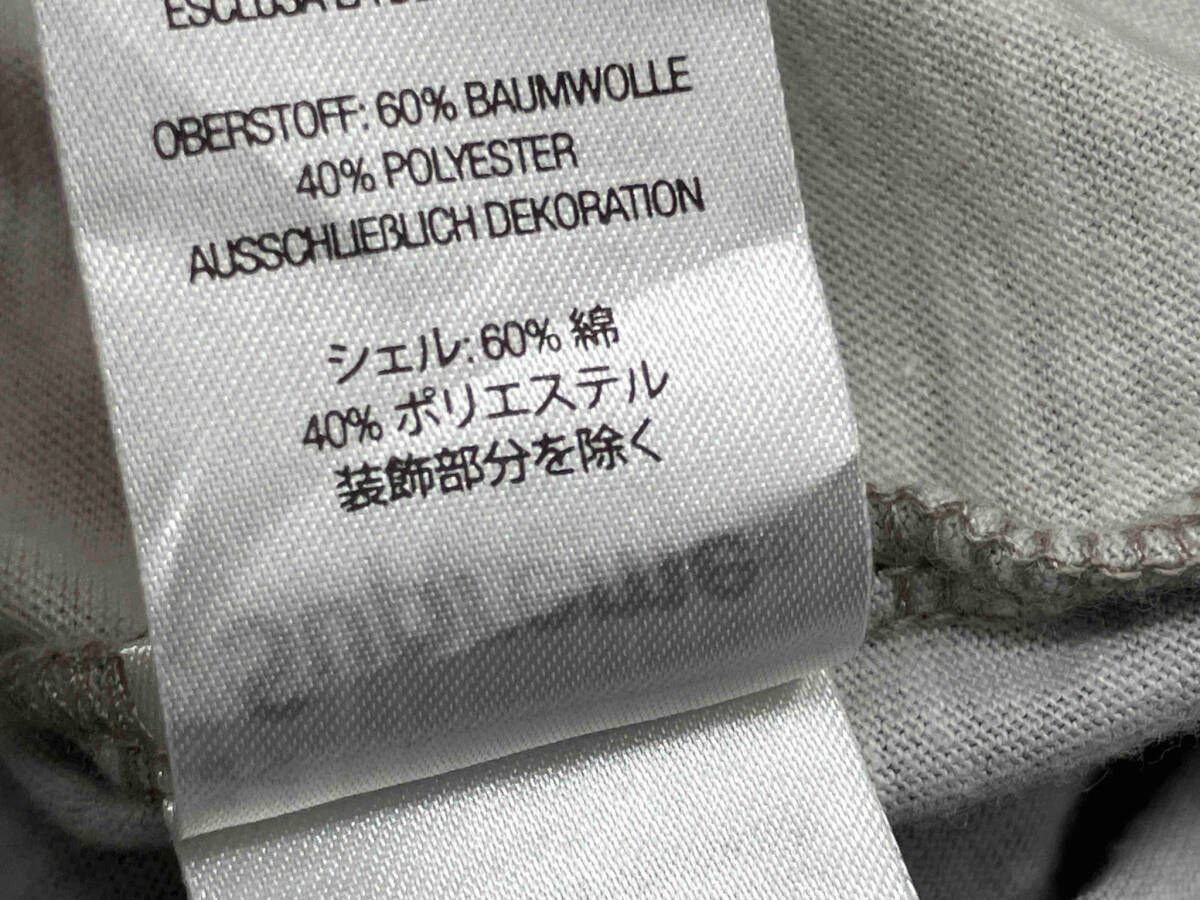 OBERSTOFF: 60% BAUMWOLLE
40% POLYESTER
AUSSCHLIEßLICH DEKORATION
シェル: 60% 綿
40% ポリエステル
装飾部分を除く